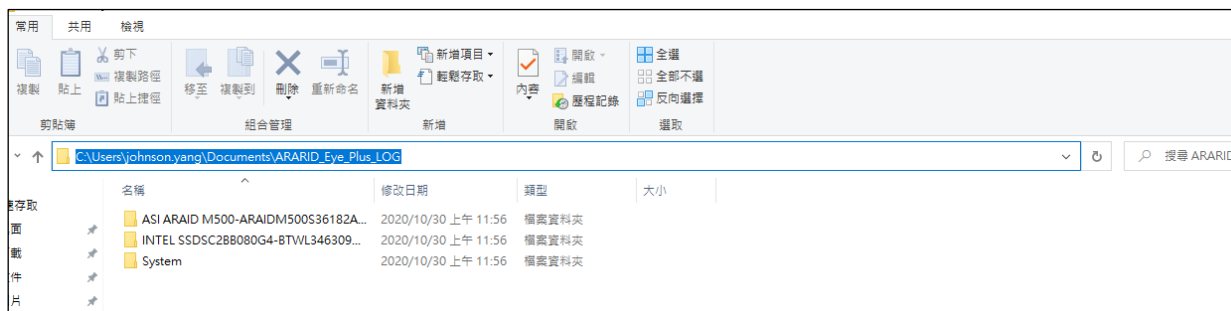 常用 共用 檢視
複製
貼上
剪下
複製路徑
貼上捷徑
剪貼簿
移至
複製到
刪除
重新命名
組合管理
新增
資料夾
新增項目
輕鬆存取
新增
內容
開啟
編輯
歷程記錄
開啟
全選
全部不選
反向選擇
選取
C:\Users\johnson.yang\Documents\ARARID_Eye_Plus_LOG
搜尋 ARARID
名稱 修改日期 類型 大小
ASI ARAID M500-ARAIDM500S36182A... 2020/10/30 上午 11:56 檔案資料夾
INTEL SSDSC2BB080G4-BTWL346309... 2020/10/30 上午 11:56 檔案資料夾
System 2020/10/30 上午 11:56 檔案資料夾
速存取
面
載
件
片